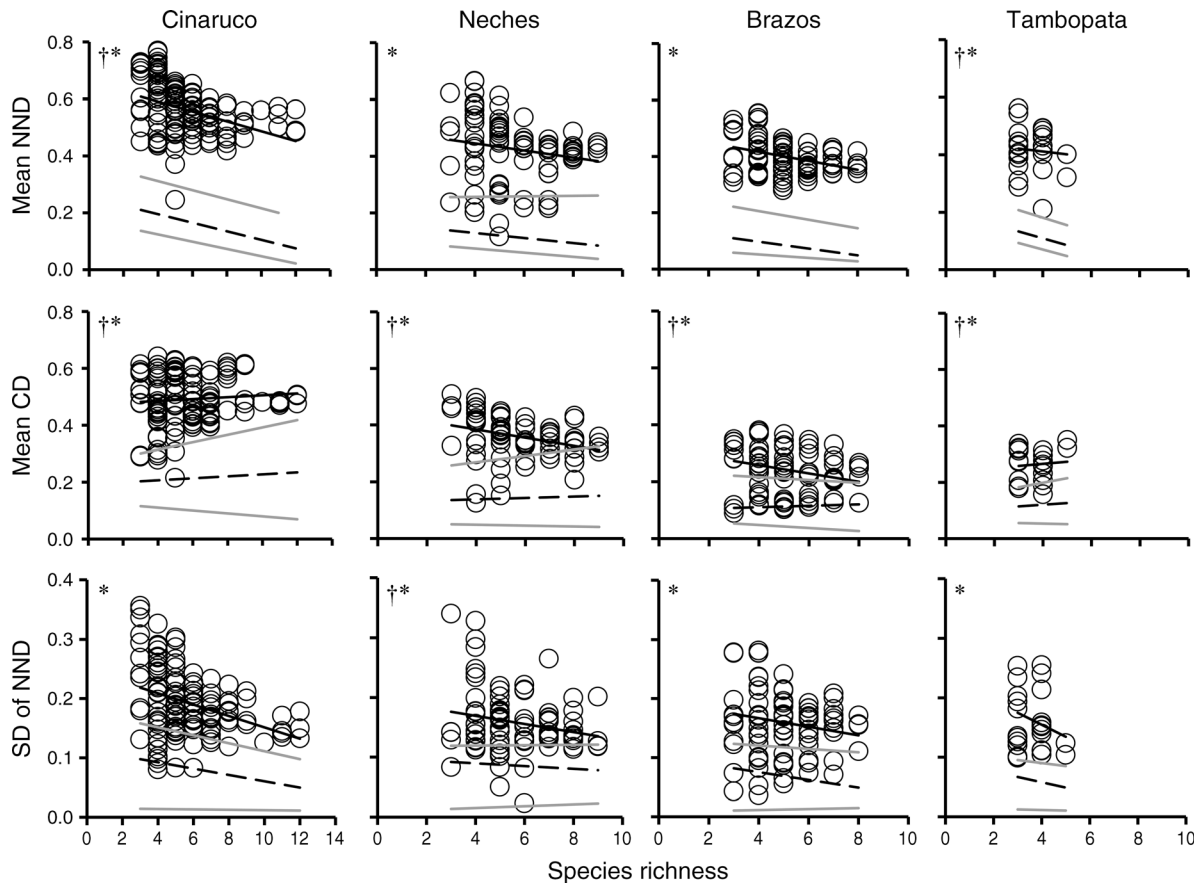 Cinaruco Neches Brazos Tambopata
Mean NND
0.8
0.6
0.4
0.2
0.0
†* * * †*
Mean CD
0.8
0.6
0.4
0.2
0.0
†* †* †* †*
SD of NND
0.4
0.3
0.2
0.1
0.0
* †* * *
0 2 4 6 8 10 12 14 0 2 4 6 8 10 0 2 4 6 8 10 0 2 4 6 8 10
Species richness